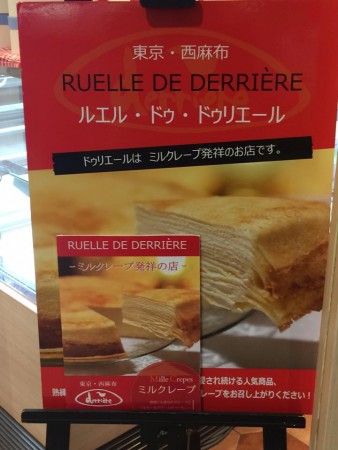 東京・西麻布
RUELLE DE DERRIÈRE
ルエル・ドゥ・ドゥリエール
ドゥリエールは ミルクレープ発祥のお店です。
RUELLE DE DERRIÈRE
-ミルクレープ発祥の店-
Mille Crepes
ミルクレープ
東京・西麻布
され続ける人気商品、
レープをお召し上がりください！